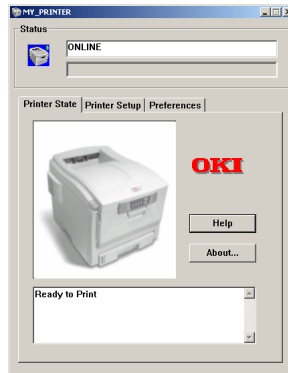 MY_PRINTER
Status
ONLINE
Printer State Printer Setup Preferences
OKI
Help
About...
Ready to Print